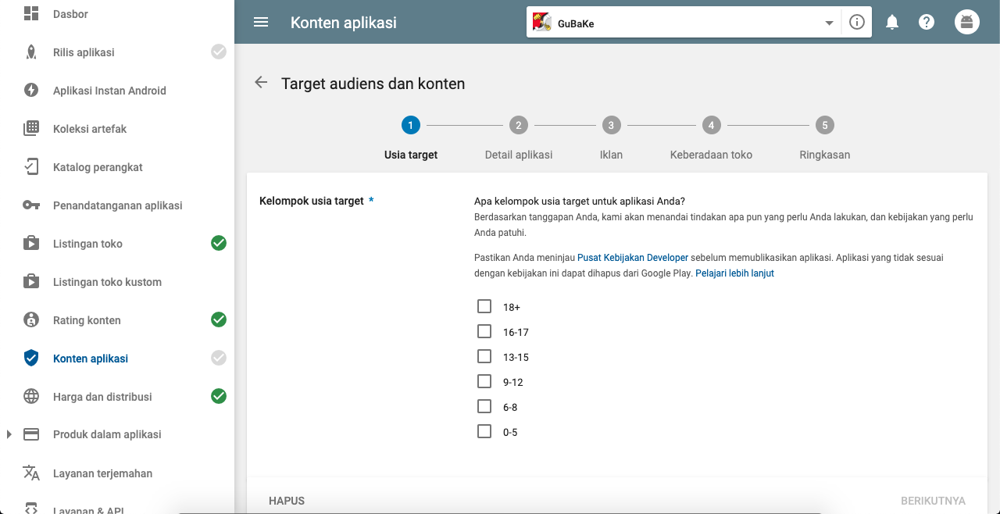 Dasbor
Rilis aplikasi
Aplikasi Instan Android
Koleksi artefak
Katalog perangkat
Penandatanganan aplikasi
Listingan toko
Listingan toko kustom
Rating konten
Konten aplikasi
Harga dan distribusi
Produk dalam aplikasi
Layanan terjemahan
Layanan & API
Konten aplikasi
GuBaKe
Target audiens dan konten
1
2
3
4
5
Usia target
Detail aplikasi
Iklan
Keberadaan toko
Ringkasan
Kelompok usia target *
Apa kelompok usia target untuk aplikasi Anda?
Berdasarkan tanggapan Anda, kami akan menandai tindakan apa pun yang perlu Anda lakukan, dan kebijakan yang perlu
Anda patuhi.
Pastikan Anda meninjau Pusat Kebijakan Developer sebelum memublikasikan aplikasi. Aplikasi yang tidak sesuai
dengan kebijakan ini dapat dihapus dari Google Play. Pelajari lebih lanjut
18+
16-17
13-15
9-12
6-8
0-5
HAPUS
BERIKUTNYA